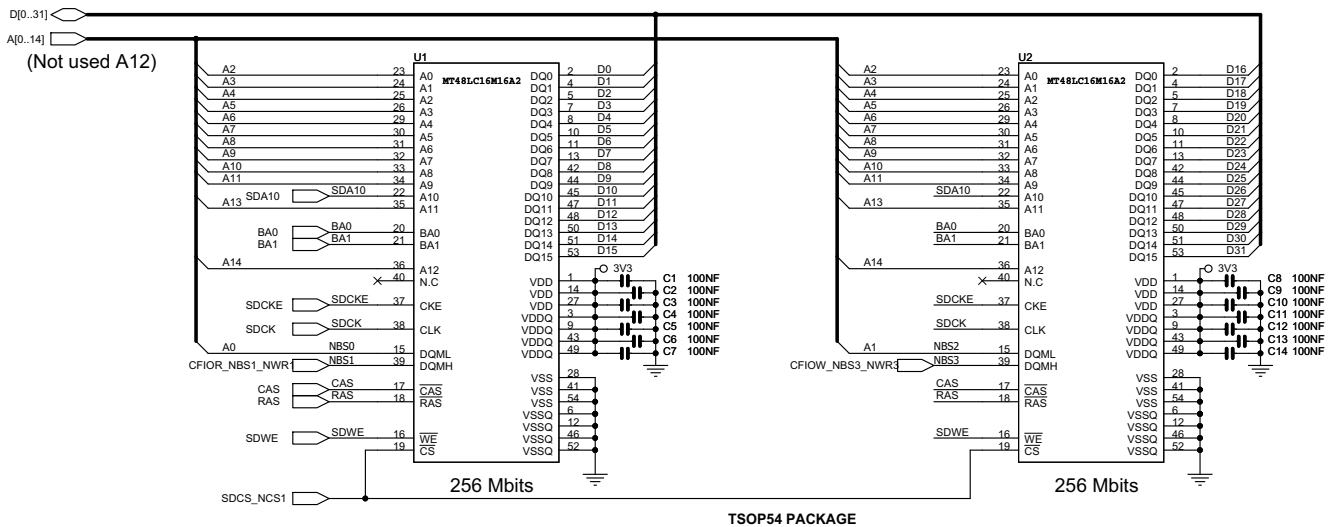 D[0..31]
A[0..14]
(Not used A12)
U1
MT48LC16M16A2
A2 23 A0
A3 24 A1
A4 25 A2
A5 26 A3
A6 29 A4
A7 30 A5
A8 31 A6
A9 32 A7
A10 33 A8
A11 34 A9
SDA10 SDA10 22 A10
A13 35 A11
BA0 BA0 20 BA0
BA1 BA1 21 BA1
A14 36 A12
40 N.C
SDCKE SDCKE 37 CKE
SDCK SDCK 38 CLK
A0 NBS0 15 DQML
CFIOR_NBS1_NWR1 NBS1 39 DQMH
CAS CAS 17 CAS
RAS RAS 18 RAS
SDWE SDWE 16 WE
19 CS
SDCS_NCS1
DQ0 2 D0
DQ1 4 D1
DQ2 5 D2
DQ3 7 D3
DQ4 8 D4
DQ5 10 D5
DQ6 11 D6
DQ7 13 D7
DQ8 42 D8
DQ9 44 D9
DQ10 45 D10
DQ11 47 D11
DQ12 48 D12
DQ13 50 D13
DQ14 51 D14
DQ15 53 D15
3V3
VDD 1 C1 100NF
VDD 14 C2 100NF
VDD 27 C3 100NF
VDDQ 3 C4 100NF
VDDQ 9 C5 100NF
VDDQ 43 C6 100NF
VDDQ 49 C7 100NF
VSS 28
VSS 41
VSS 54
VSSQ 6
VSSQ 12
VSSQ 46
VSSQ 52
256 Mbits
U2
MT48LC16M16A2
A2 23 A0
A3 24 A1
A4 25 A2
A5 26 A3
A6 29 A4
A7 30 A5
A8 31 A6
A9 32 A7
A10 33 A8
A11 34 A9
SDA10 22 A10
A13 35 A11
BA0 20 BA0
BA1 21 BA1
A14 36 A12
40 N.C
SDCKE 37 CKE
SDCK 38 CLK
A1 NBS2 15 DQML
CFIOW_NBS3_NWR3 NBS3 39 DQMH
CAS 17 CAS
RAS 18 RAS
SDWE 16 WE
19 CS
DQ0 2 D16
DQ1 4 D17
DQ2 5 D18
DQ3 7 D19
DQ4 8 D20
DQ5 10 D21
DQ6 11 D22
DQ7 13 D23
DQ8 42 D24
DQ9 44 D25
DQ10 45 D26
DQ11 47 D27
DQ12 48 D28
DQ13 50 D29
DQ14 51 D30
DQ15 53 D31
3V3
VDD 1 C8 100NF
VDD 14 C9 100NF
VDD 27 C10 100NF
VDDQ 3 C11 100NF
VDDQ 9 C12 100NF
VDDQ 43 C13 100NF
VDDQ 49 C14 100NF
VSS 28
VSS 41
VSS 54
VSSQ 6
VSSQ 12
VSSQ 46
VSSQ 52
256 Mbits
TSOP54 PACKAGE